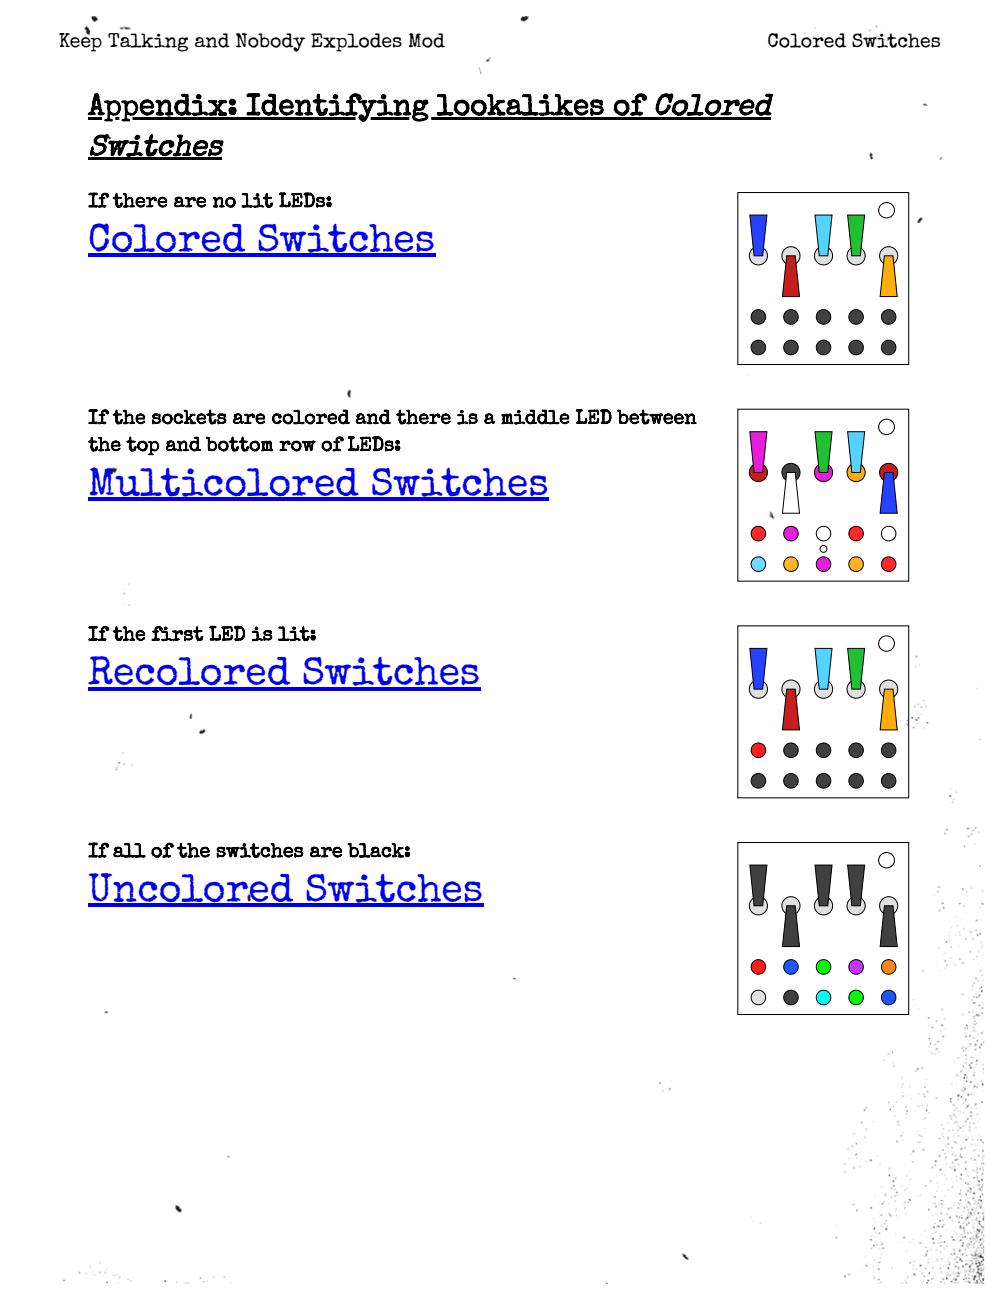 Keep Talking and Nobody Explodes Mod
Colored Switches
Appendix: Identifying lookalikes of Colored
Switches
If there are no lit LEDs:
Colored Switches
If the sockets are colored and there is a middle LED between
the top and bottom row of LEDs:
Multicolored Switches
If the first LED is lit:
Recolored Switches
If all of the switches are black:
Uncolored Switches